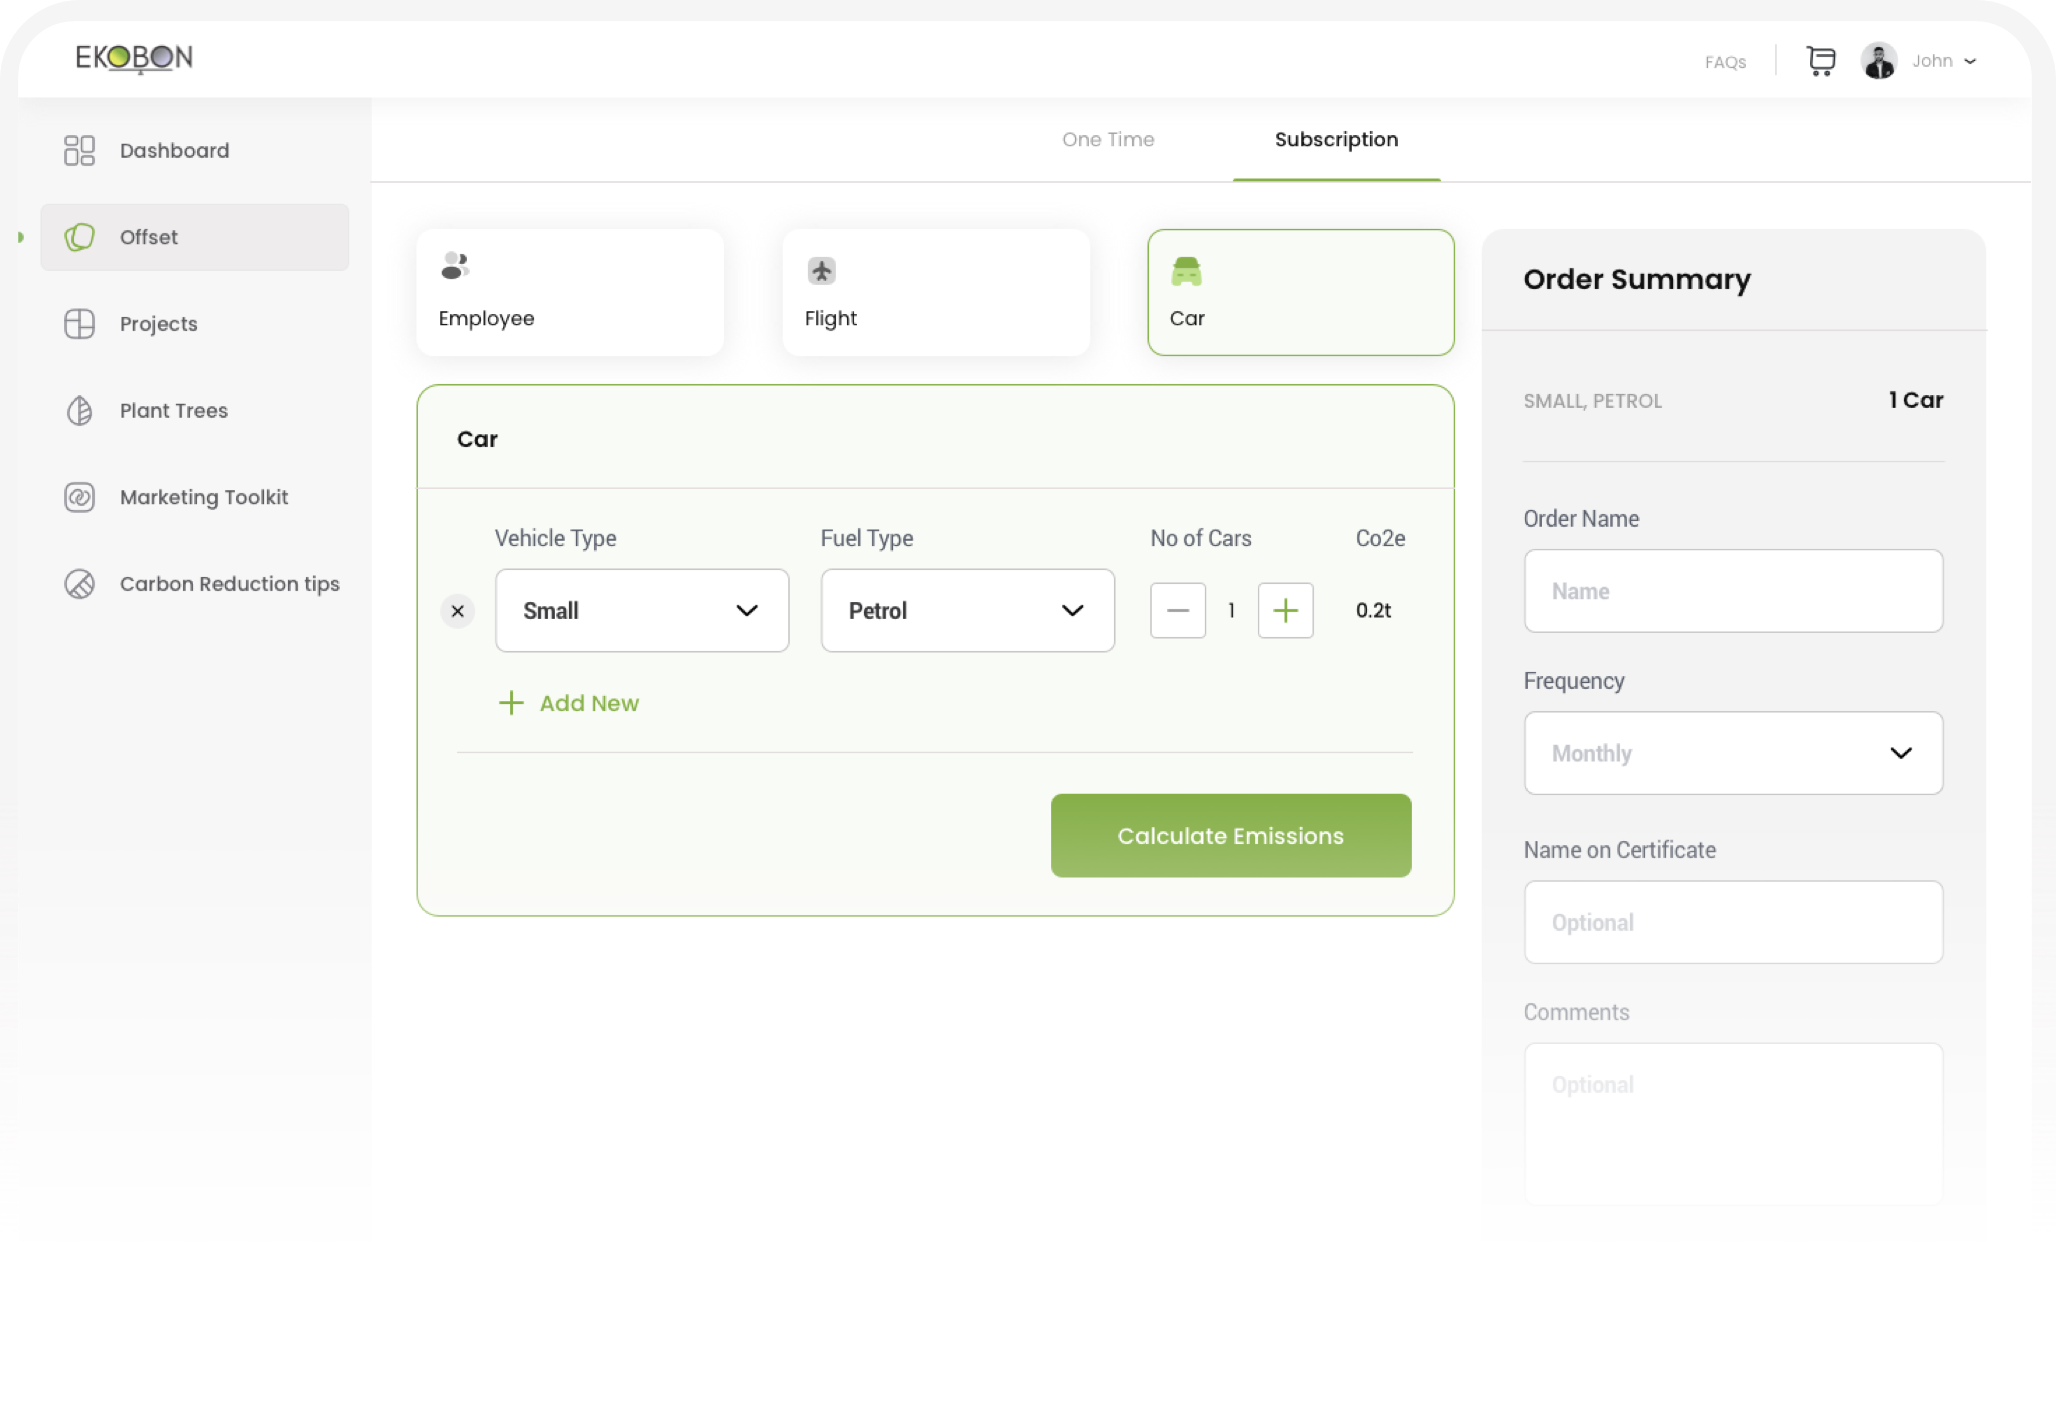 EKOBON
FAQs
John
Dashboard
Offset
Projects
Plant Trees
Marketing Toolkit
Carbon Reduction tips
One Time
Subscription
Employee
Flight
Car
Car
Vehicle Type
Fuel Type
No of Cars
Co2e
Small
Petrol
1
0.2t
Add New
Calculate Emissions
Order Summary
SMALL, PETROL
1 Car
Order Name
Name
Frequency
Monthly
Name on Certificate
Optional
Comments
Optional